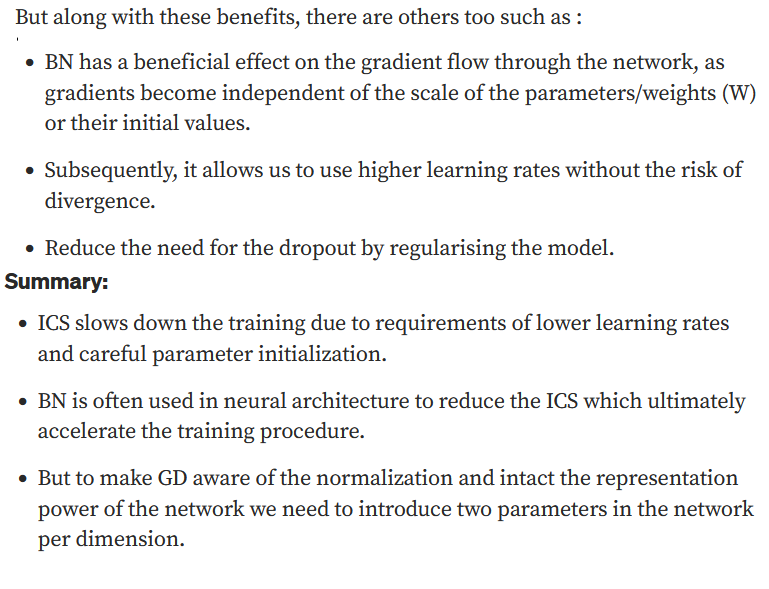 But along with these benefits, there are others too such as :
• BN has a beneficial effect on the gradient flow through the network, as
gradients become independent of the scale of the parameters/weights (W)
or their initial values.
• Subsequently, it allows us to use higher learning rates without the risk of
divergence.
• Reduce the need for the dropout by regularising the model.
Summary:
• ICS slows down the training due to requirements of lower learning rates
and careful parameter initialization.
• BN is often used in neural architecture to reduce the ICS which ultimately
accelerate the training procedure.
• But to make GD aware of the normalization and intact the representation
power of the network we need to introduce two parameters in the network
per dimension.